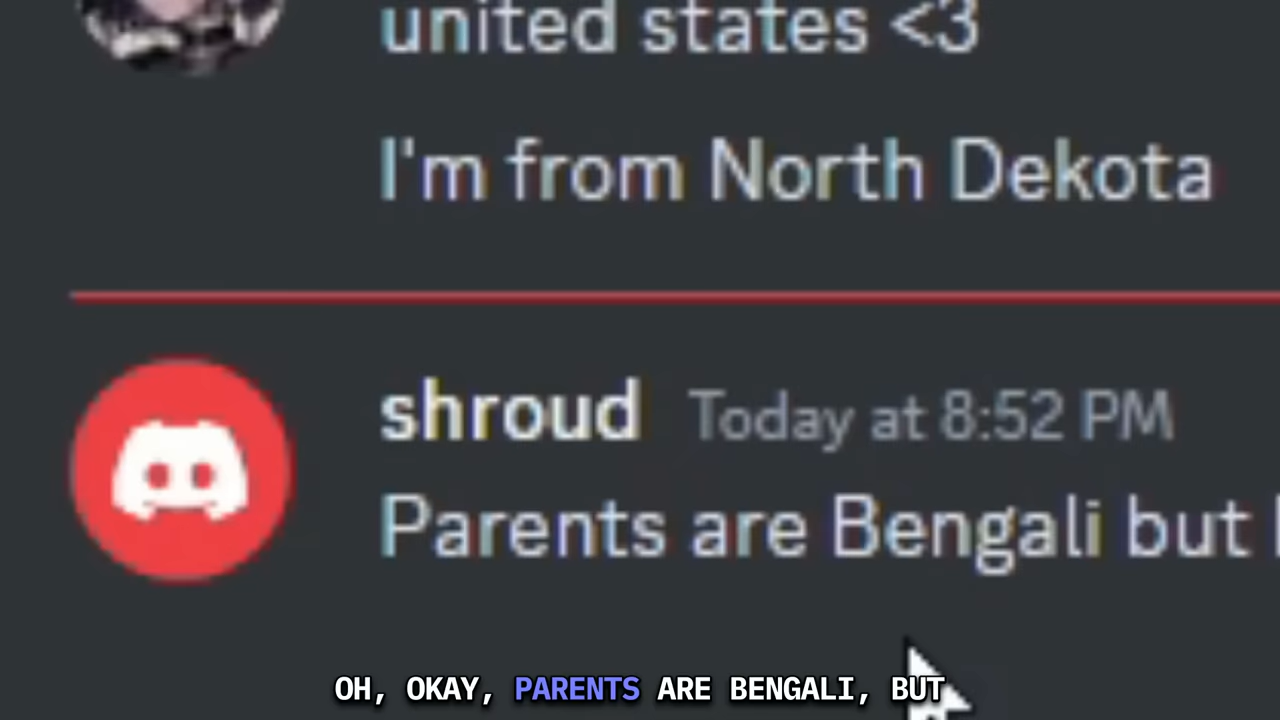 united states <3
I'm from North Dekota
shroud Today at 8:52 PM
Parents are Bengali but
OH, OKAY, PARENTS ARE BENGALI, BUT